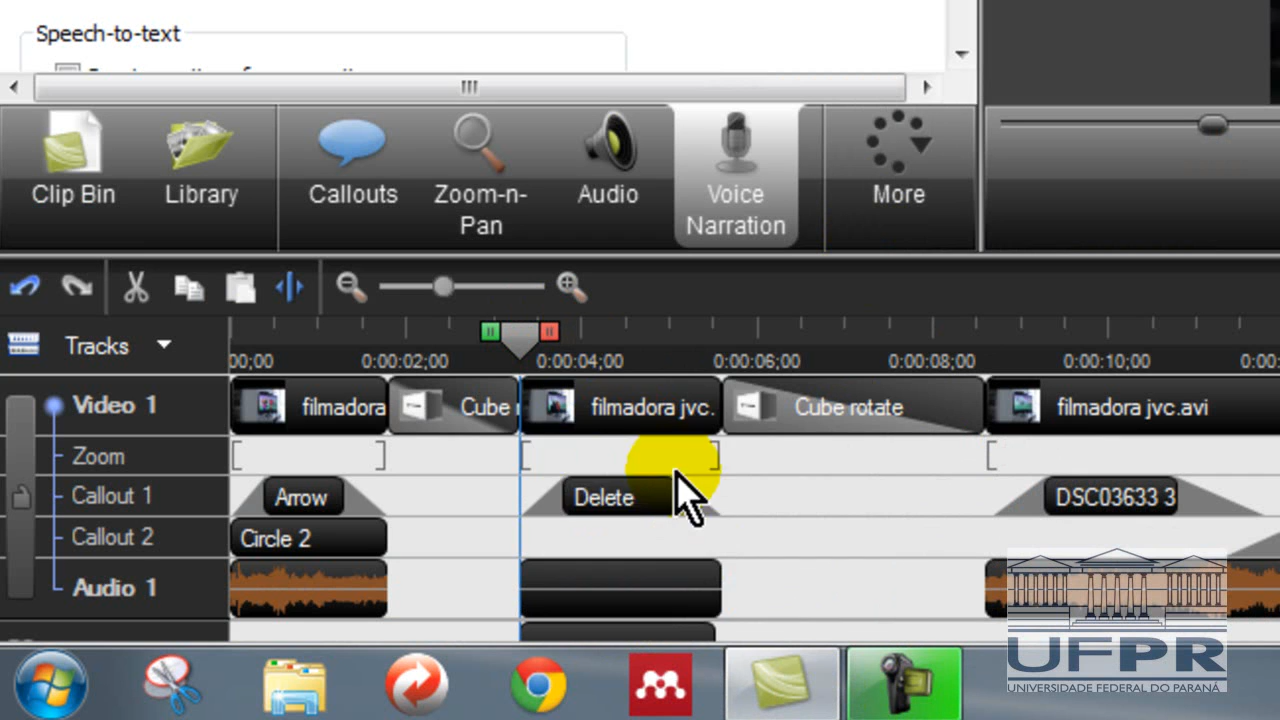 Speech-to-text
Clip Bin
Library
Callouts
Zoom-n-
Pan
Audio
Voice
Narration
More
Tracks
00;00
0:00:02;00
0:00:04;00
0:00:06;00
0:00:08;00
0:00:10;00
0:00
Video 1
filmadora
Cube r
filmadora jvc.
Cube rotate
filmadora jvc.avi
Zoom
Callout 1
Arrow
Delete
DSC03633 3
Callout 2
Circle 2
Audio 1
UFPR
UNIVERSIDADE FEDERAL DO PARANÁ